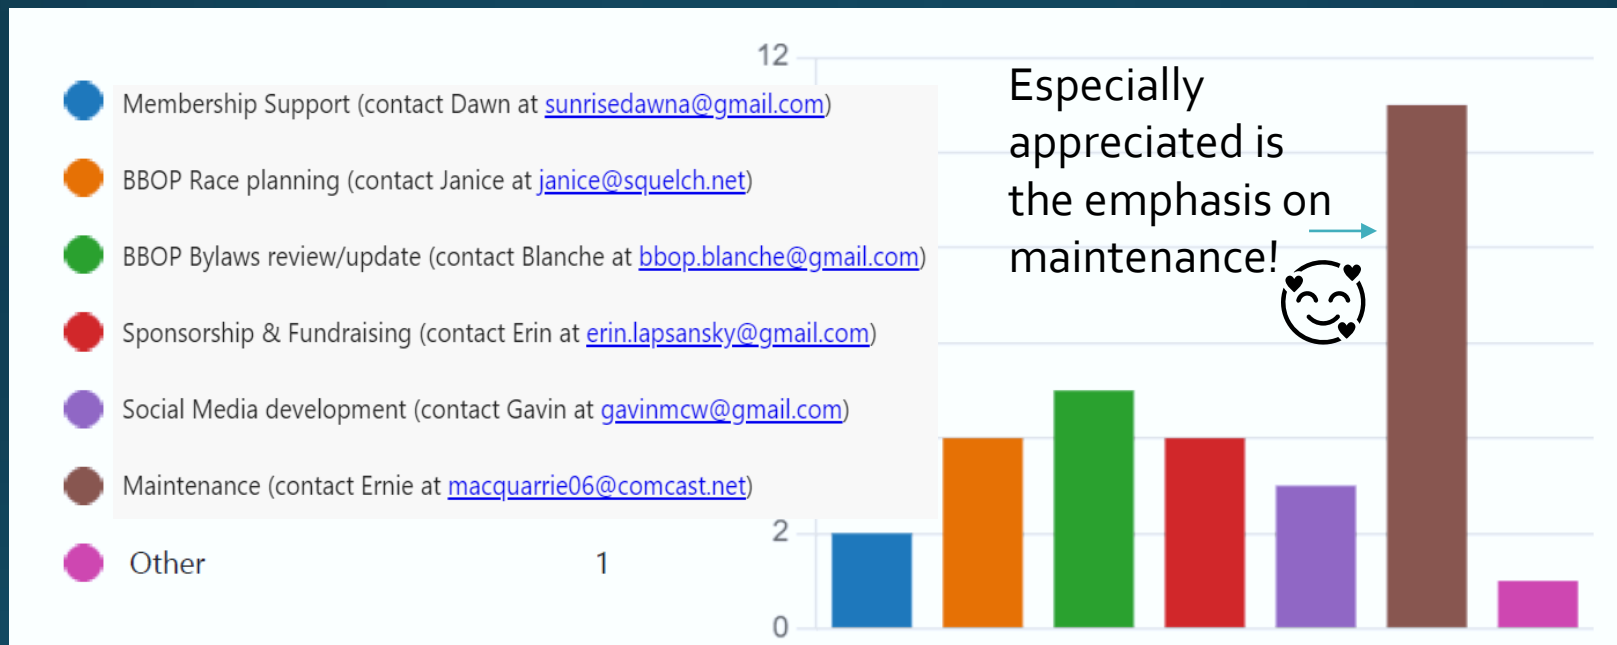 Membership Support (contact Dawn at sunrisedawna@gmail.com)
BBOP Race planning (contact Janice at janice@squelch.net)
BBOP Bylaws review/update (contact Blanche at bbop.blanche@gmail.com)
Sponsorship & Fundraising (contact Erin at erin.lapsansky@gmail.com)
Social Media development (contact Gavin at gavinmcw@gmail.com)
Maintenance (contact Ernie at macquarrie06@comcast.net)
Other 1
12
2
0
Especially
appreciated is
the emphasis on
maintenance!